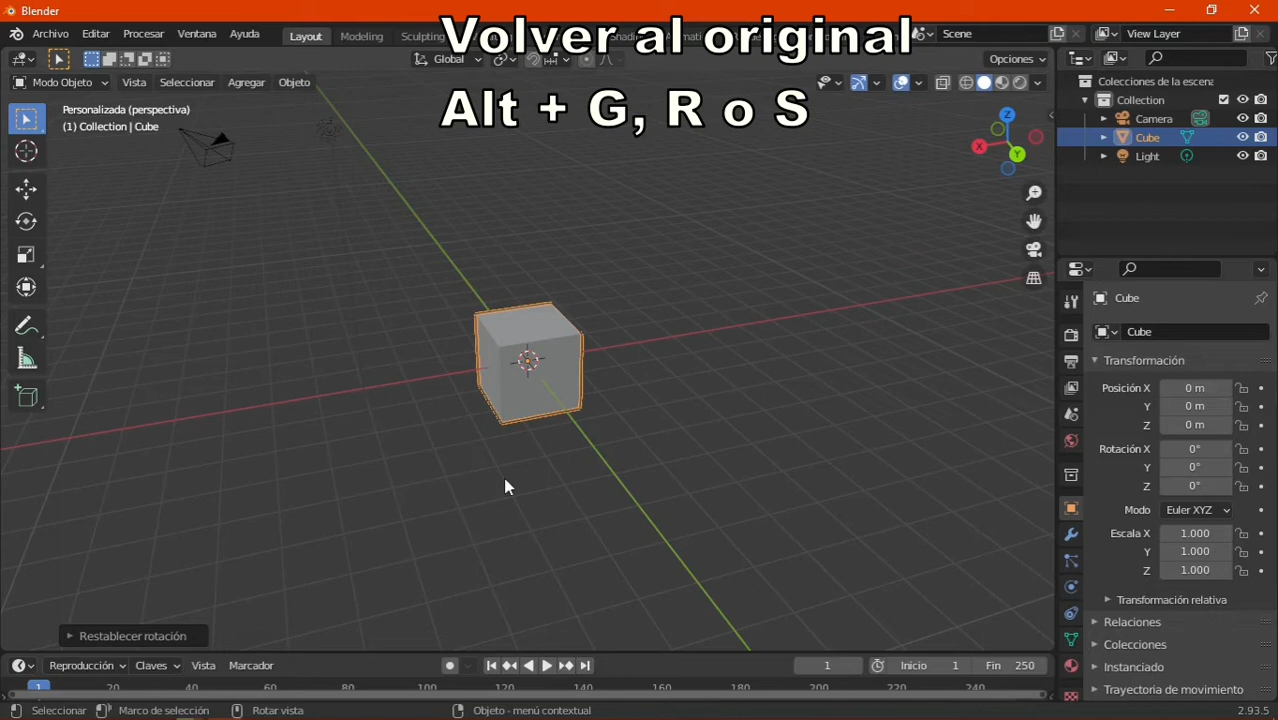 Blender
Volver al original
Archivo Editar Procesar Ventana Ayuda Layout Modeling Sculpting Scene View Layer
Global Opciones
Modo Objeto Vista Seleccionar Agregar Objeto
Alt + G, R o S
Personalizada (perspectiva)
(1) Collection | Cube
Z
X
Y
Colecciones de la escena
Collection
Camera
Cube
Light
Cube
Cube
Transformación
Posición X 0 m
Y 0 m
Z 0 m
Rotación X 0°
Y 0°
Z 0°
Modo Euler XYZ
Escala X 1.000
Y 1.000
Z 1.000
Transformación relativa
Relaciones
Colecciones
Instanciado
Trayectoria de movimiento
Restablecer rotación
Reproducción Claves Vista Marcador 1 Inicio 1 Fin 250
1 20 40 60 80 100 120 140 160 180 200 220 240
Seleccionar Marco de selección Rotar vista Objeto - menú contextual 2.93.5